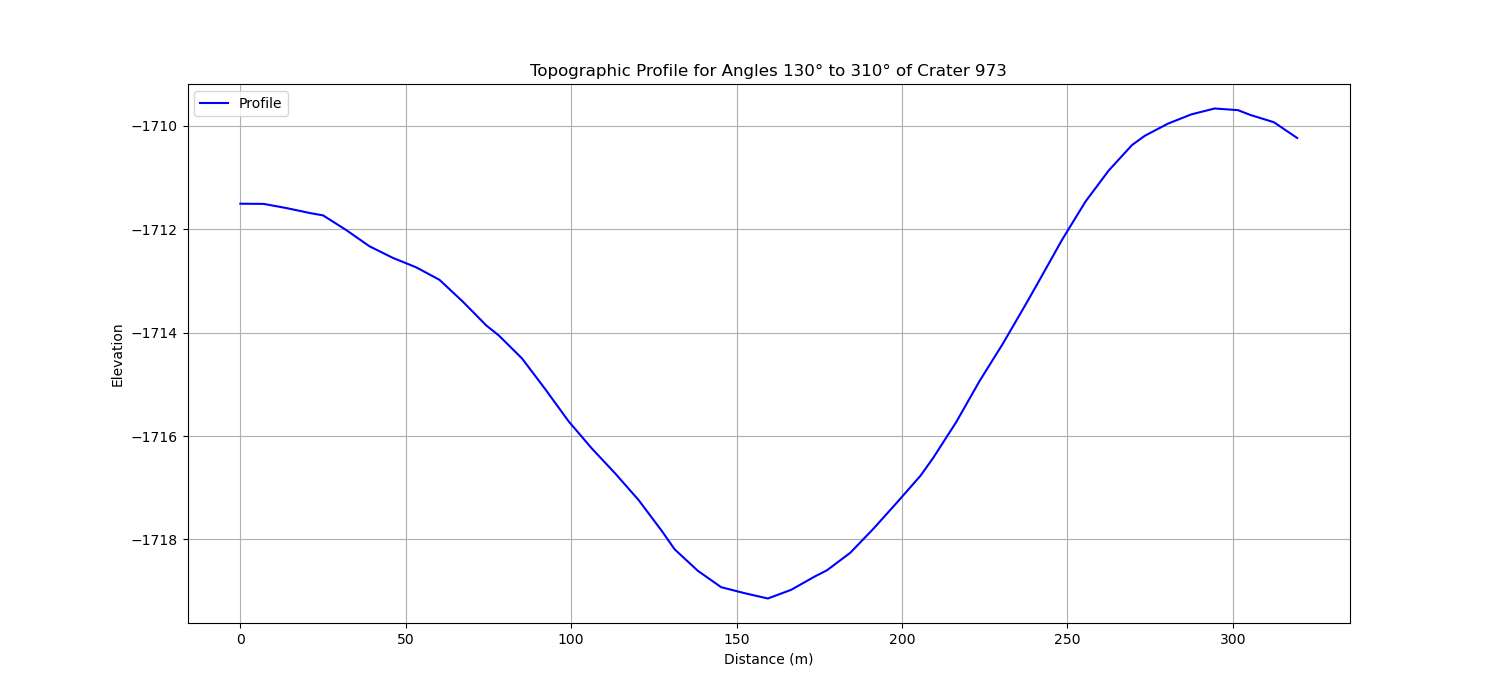 Topographic Profile for Angles 130° to 310° of Crater 973
Profile
−1710
−1712
−1714
−1716
−1718
Elevation
0 50 100 150 200 250 300
Distance (m)